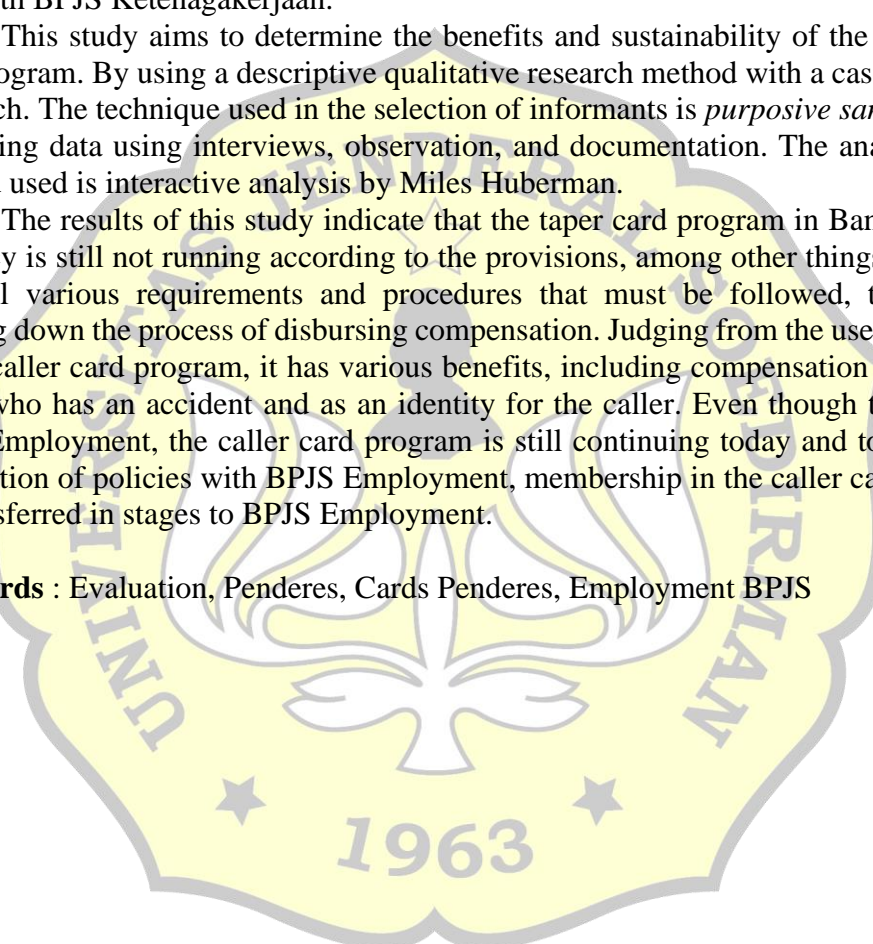 th BPJS Ketenagakerjaan.
This study aims to determine the benefits and sustainability of the
ogram. By using a descriptive qualitative research method with a cas
ch. The technique used in the selection of informants is purposive sar
ing data using interviews, observation, and documentation. The ana
used is interactive analysis by Miles Huberman.
The results of this study indicate that the taper card program in Ban
y is still not running according to the provisions, among other things
l various requirements and procedures that must be followed, t
g down the process of disbursing compensation. Judging from the use
caller card program, it has various benefits, including compensation
who has an accident and as an identity for the caller. Even though t
Employment, the caller card program is still continuing today and to
tion of policies with BPJS Employment, membership in the caller ca
sferred in stages to BPJS Employment.
rds : Evaluation, Penderes, Cards Penderes, Employment BPJS
UNIVERSITAS JENDERAL SOEDIRMAN
1963